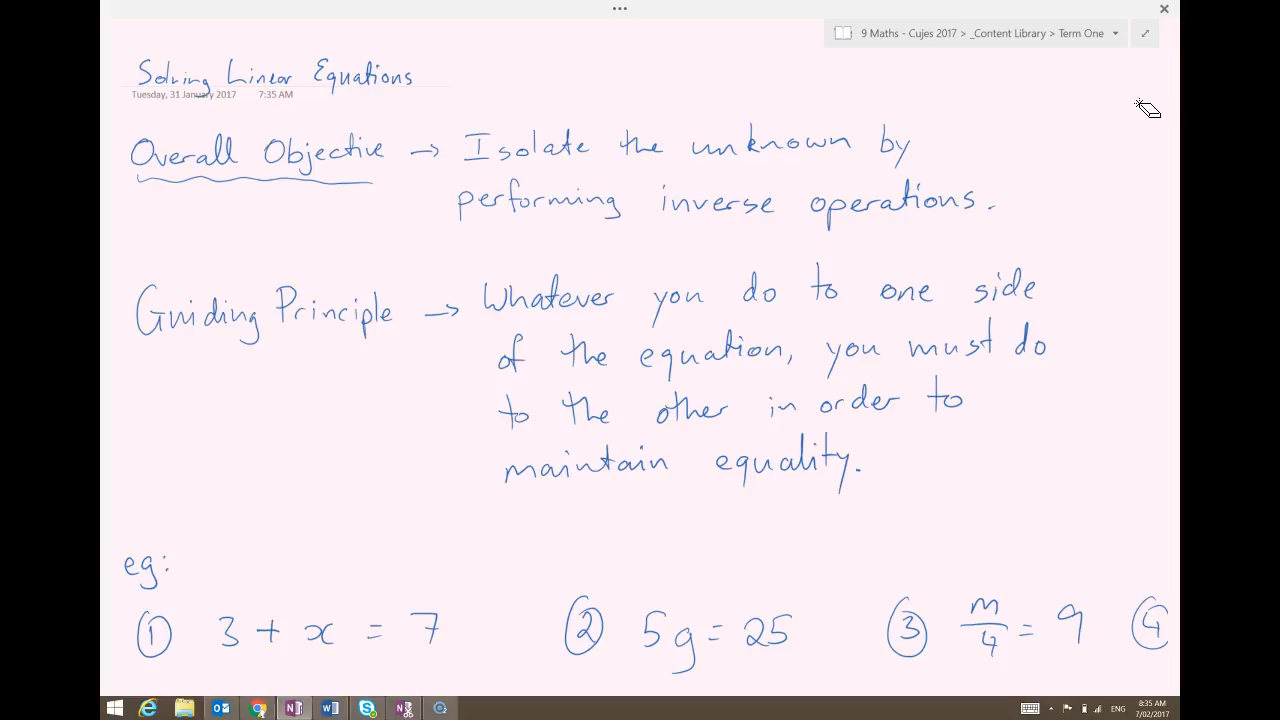 9 Maths - Cujes 2017 > _Content Library > Term One
Solving Linear Equations
Tuesday, 31 January 2017 7:35 AM
Overall Objective → Isolate the unknown by
performing inverse operations.
Guiding Principle → Whatever you do to one side
of the equation, you must do
to the other in order to
maintain equality.
eg:
① 3 + x = 7 ② 5g = 25 ③ m/4 = 9 ④
ENG 8:35 AM
7/02/2017